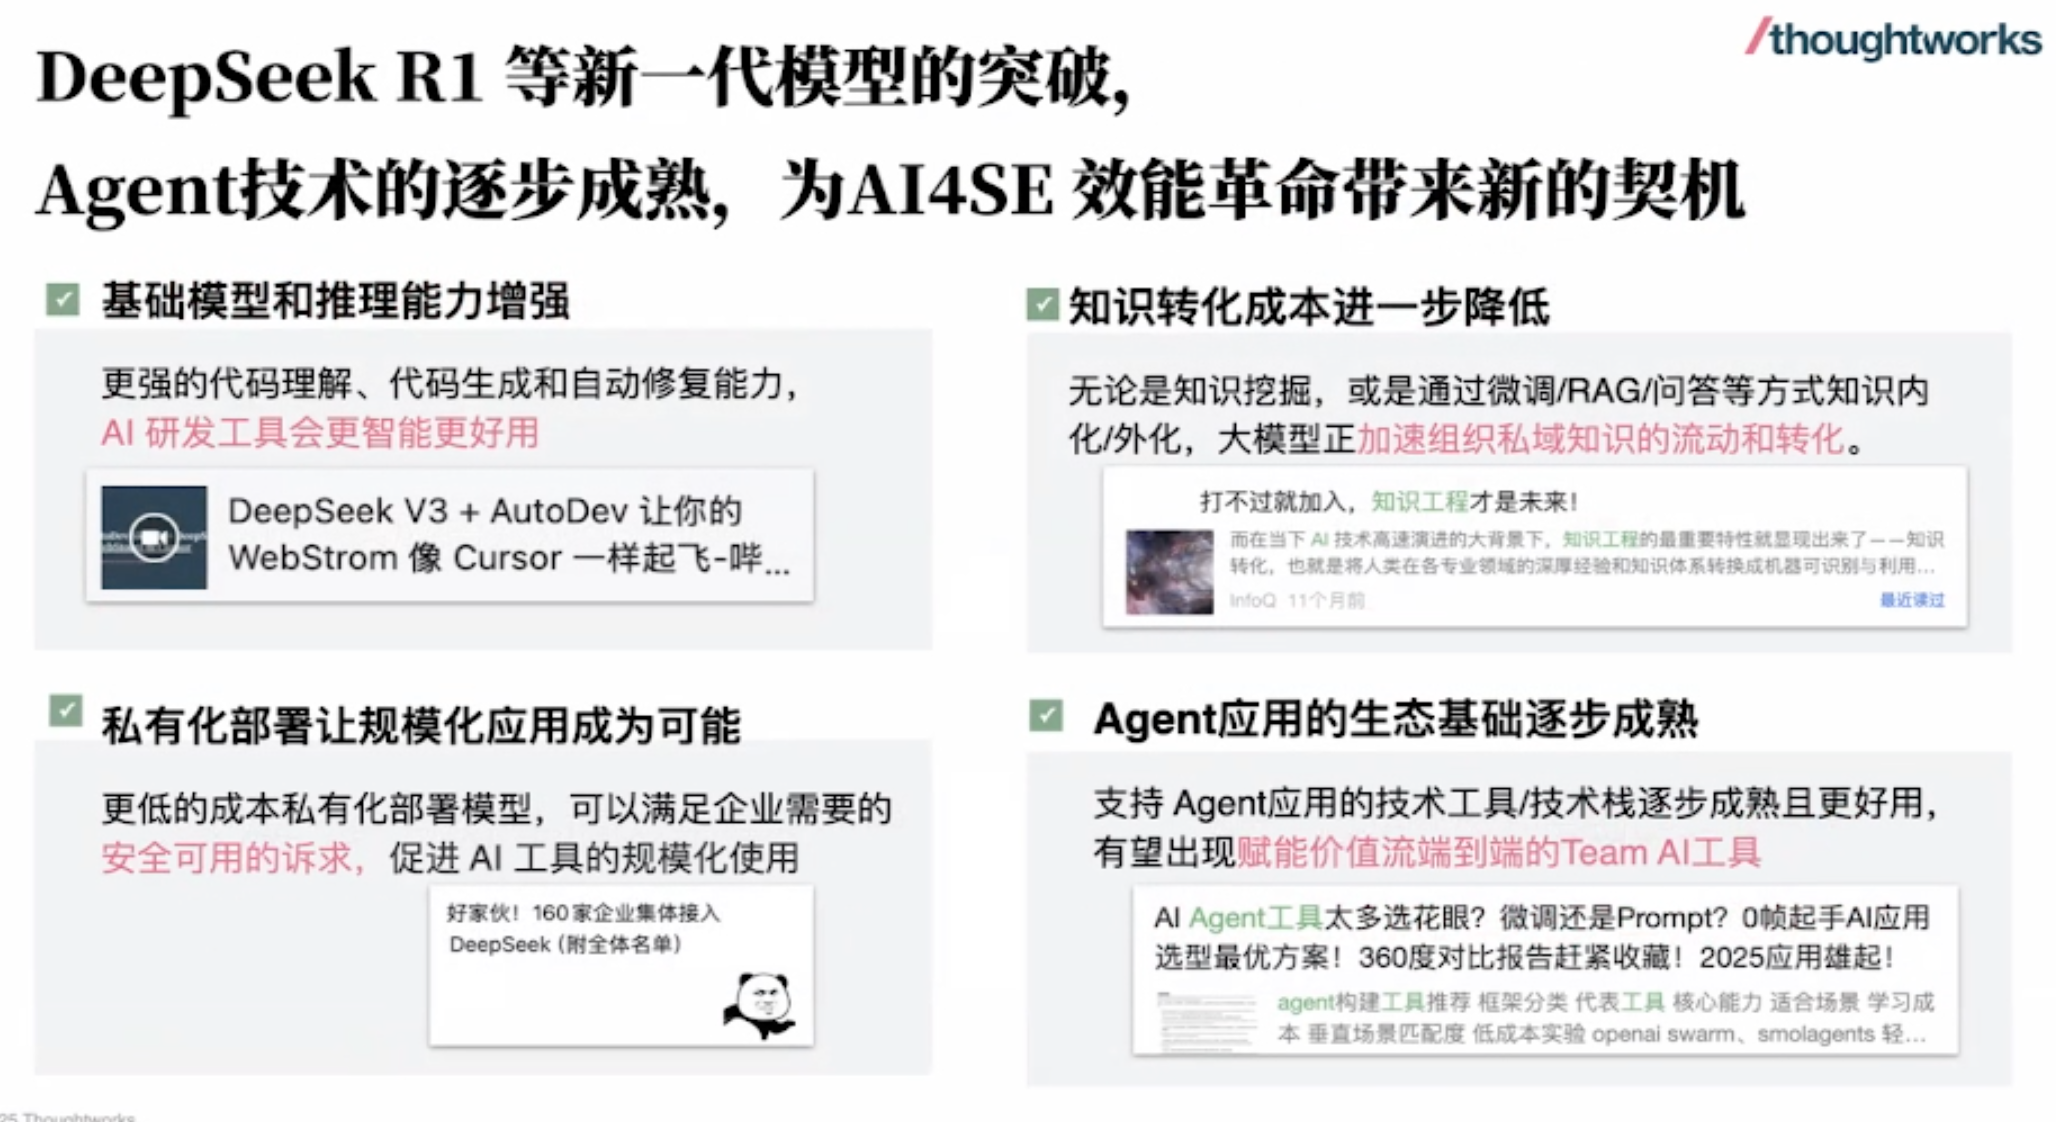 /thoughtworks
DeepSeek R1 等新一代模型的突破，
Agent技术的逐步成熟，为AI4SE 效能革命带来新的契机
基础模型和推理能力增强
更强的代码理解、代码生成和自动修复能力，
AI 研发工具会更智能更好用
DeepSeek V3 + AutoDev 让你的
WebStrom 像 Cursor 一样起飞-哔...
知识转化成本进一步降低
无论是知识挖掘，或是通过微调/RAG/问答等方式知识内
化/外化，大模型正加速组织私域知识的流动和转化。
打不过就加入，知识工程才是未来！
而在当下 AI 技术高速演进的大背景下，知识工程的最重要特性就显现出来了——知识
转化，也就是将人类在各专业领域的深厚经验和知识体系转换成机器可识别与利用...
InfoQ 11个月前
最近读过
私有化部署让规模化应用成为可能
更低的成本私有化部署模型，可以满足企业需要的
安全可用的诉求，促进 AI 工具的规模化使用
好家伙！160家企业集体接入
DeepSeek (附全体名单)
Agent应用的生态基础逐步成熟
支持 Agent应用的技术工具/技术栈逐步成熟且更好用，
有望出现赋能价值流端到端的Team AI工具
AI Agent工具太多选花眼？微调还是Prompt？0帧起手AI应用
选型最优方案！360度对比报告赶紧收藏！2025应用雄起！
agent构建工具推荐 框架分类 代表工具 核心能力 适合场景 学习成
本 垂直场景匹配度 低成本实验 openai swarm、smolagents 轻...
25 Thoughtworks